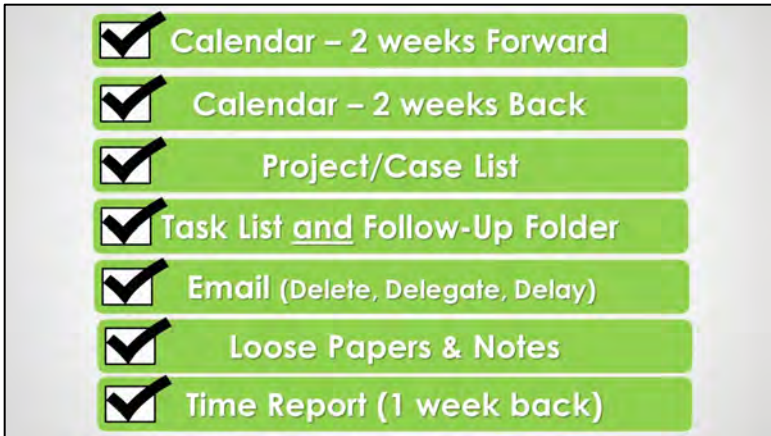 Calendar – 2 weeks Forward
Calendar – 2 weeks Back
Project/Case List
Task List and Follow-Up Folder
Email (Delete, Delegate, Delay)
Loose Papers & Notes
Time Report (1 week back)